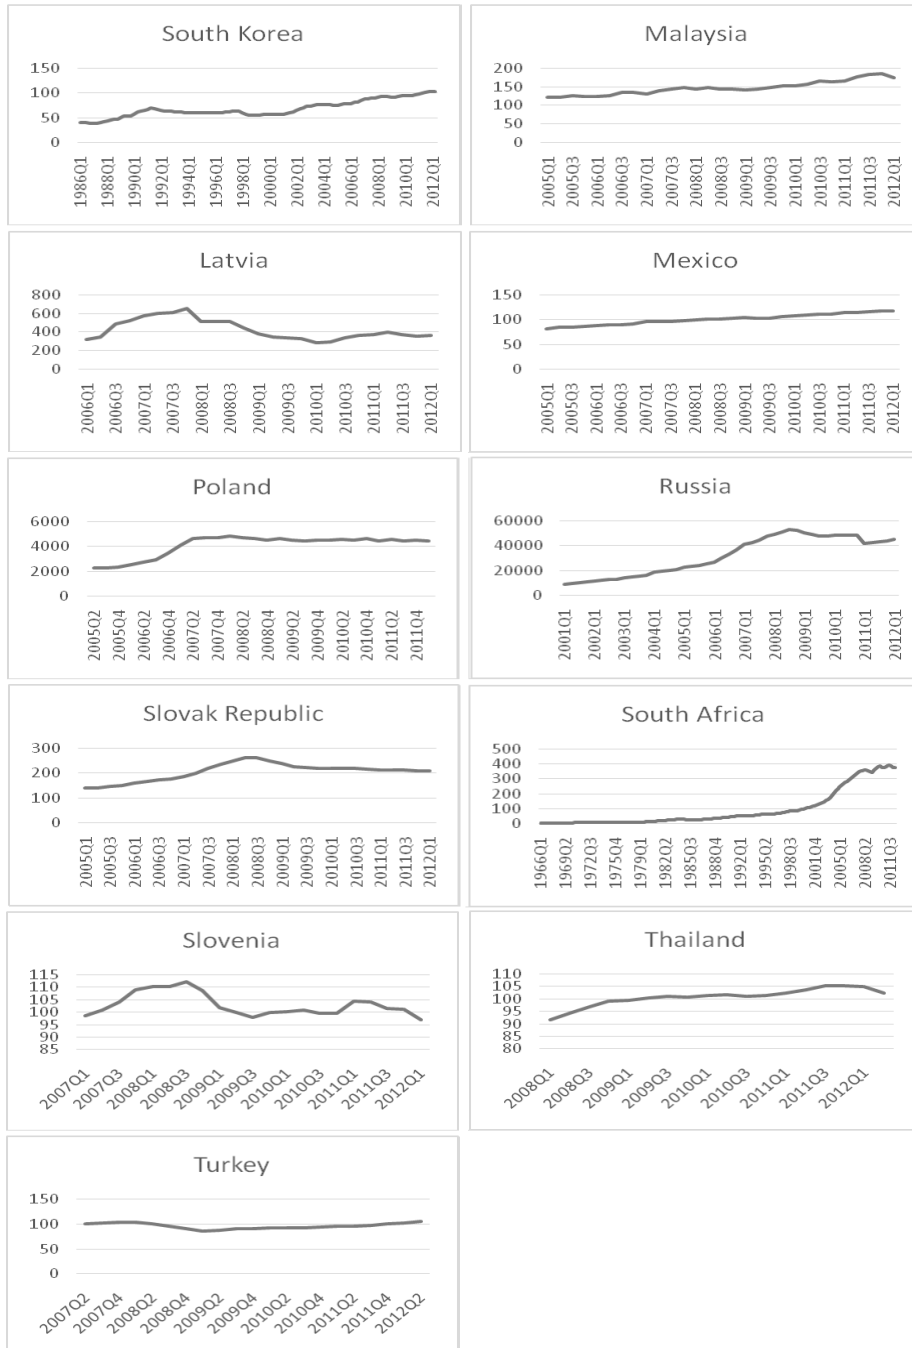 South Korea
150
100
50
0
1986Q1
1988Q1
1990Q1
1992Q1
1994Q1
1996Q1
1998Q1
2000Q1
2002Q1
2004Q1
2006Q1
2008Q1
2010Q1
2012Q1
Malaysia
200
150
100
50
0
2005Q1
2005Q3
2006Q1
2006Q3
2007Q1
2007Q3
2008Q1
2008Q3
2009Q1
2009Q3
2010Q1
2010Q3
2011Q1
2011Q3
2012Q1
Latvia
800
600
400
200
0
2006Q1
2006Q3
2007Q1
2007Q3
2008Q1
2008Q3
2009Q1
2009Q3
2010Q1
2010Q3
2011Q1
2011Q3
2012Q1
Mexico
150
100
50
0
2005Q1
2005Q3
2006Q1
2006Q3
2007Q1
2007Q3
2008Q1
2008Q3
2009Q1
2009Q3
2010Q1
2010Q3
2011Q1
2011Q3
2012Q1
Poland
6000
4000
2000
0
2005Q2
2005Q4
2006Q2
2006Q4
2007Q2
2007Q4
2008Q2
2008Q4
2009Q2
2009Q4
2010Q2
2010Q4
2011Q2
2011Q4
Russia
60000
40000
20000
0
2001Q1
2002Q1
2003Q1
2004Q1
2005Q1
2006Q1
2007Q1
2008Q1
2009Q1
2010Q1
2011Q1
2012Q1
Slovak Republic
300
200
100
0
2005Q1
2005Q3
2006Q1
2006Q3
2007Q1
2007Q3
2008Q1
2008Q3
2009Q1
2009Q3
2010Q1
2010Q3
2011Q1
2011Q3
2012Q1
South Africa
500
400
300
200
100
0
1966Q1
1969Q2
1972Q3
1975Q4
1979Q1
1982Q2
1985Q3
1988Q4
1992Q1
1995Q2
1998Q3
2001Q4
2005Q1
2008Q2
2011Q3
Slovenia
115
110
105
100
95
90
85
2007Q1
2007Q3
2008Q1
2008Q3
2009Q1
2009Q3
2010Q1
2010Q3
2011Q1
2011Q3
2012Q1
Thailand
110
105
100
95
90
85
80
2008Q1
2008Q3
2009Q1
2009Q3
2010Q1
2010Q3
2011Q1
2011Q3
2012Q1
Turkey
150
100
50
0
2007Q2
2007Q4
2008Q2
2008Q4
2009Q2
2009Q4
2010Q2
2010Q4
2011Q2
2011Q4
2012Q2